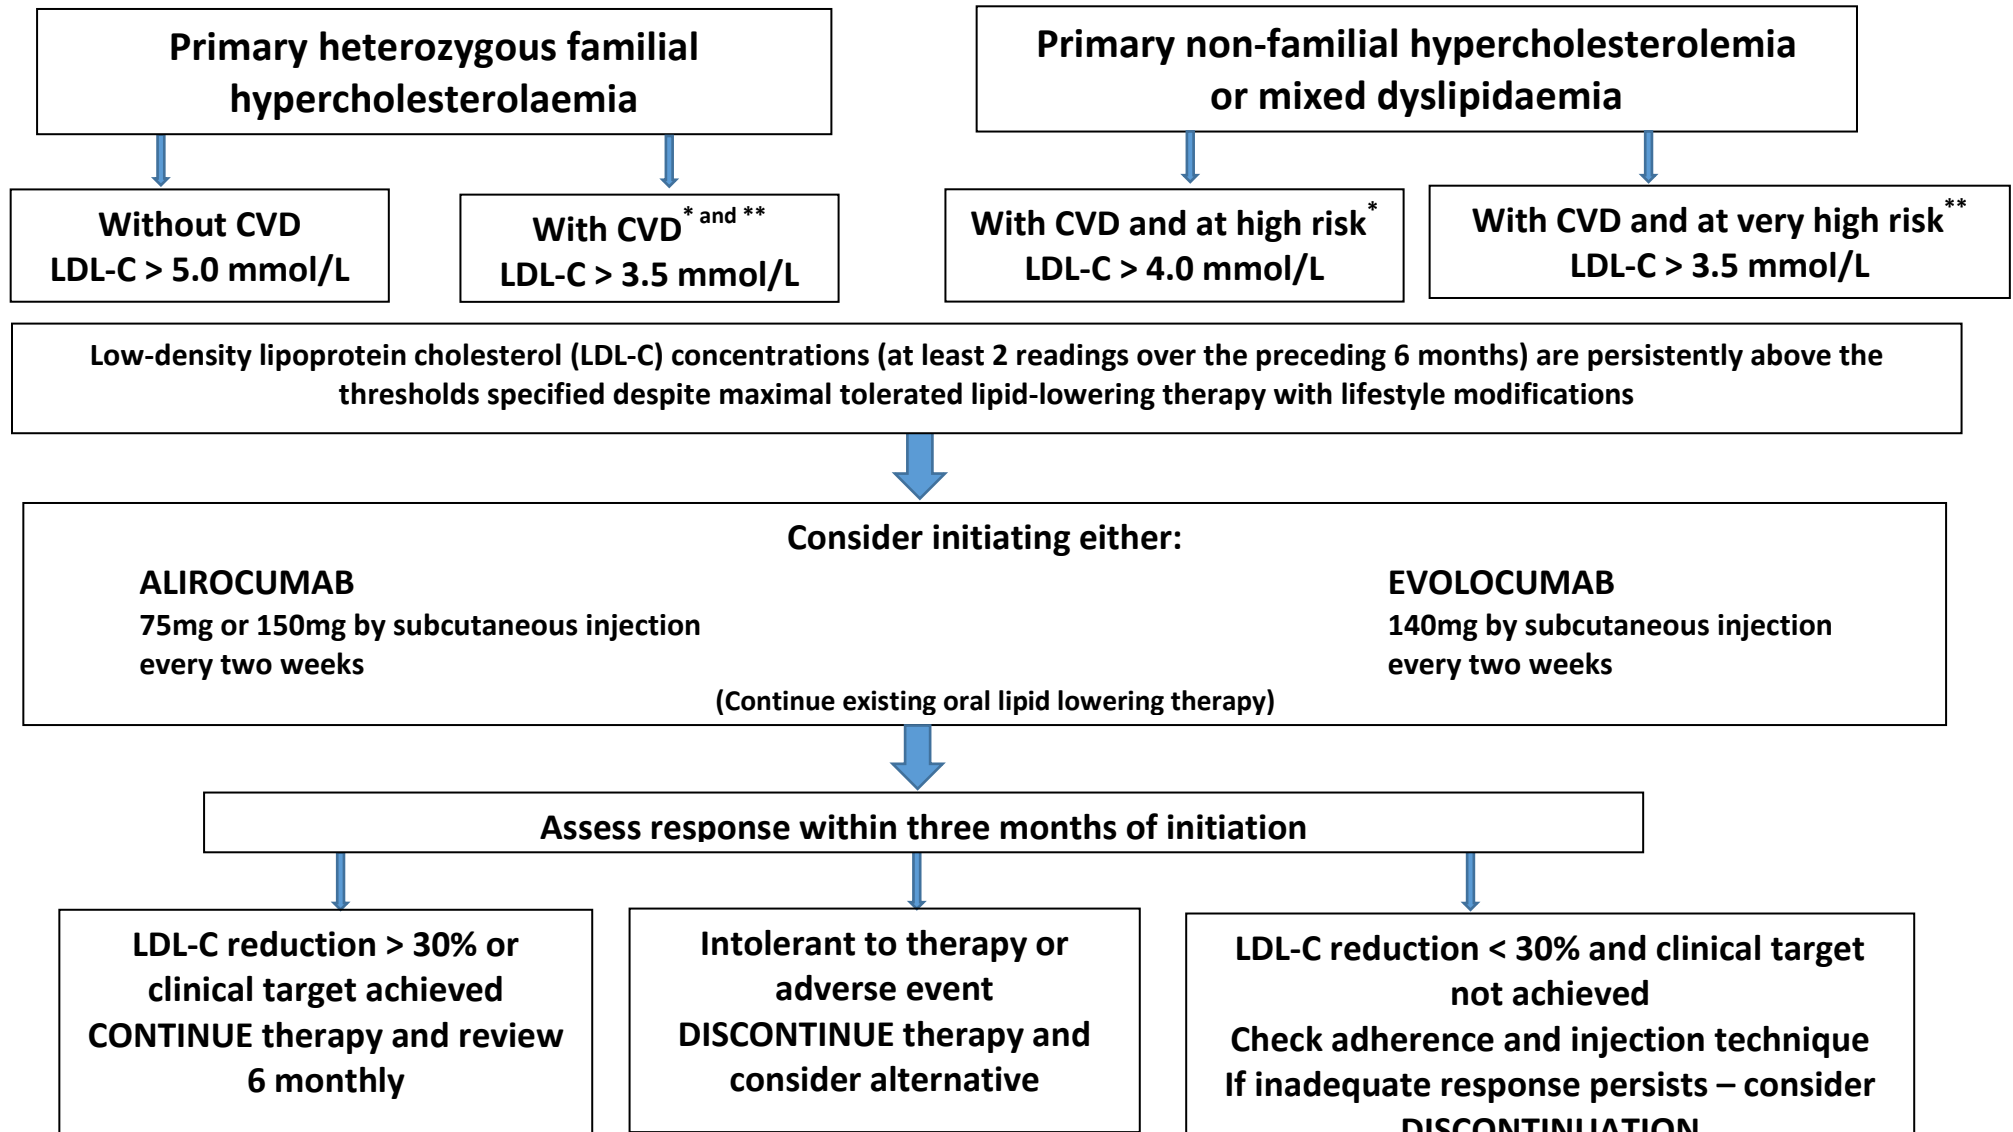 Primary heterozygous familial
hypercholesterolaemia
Primary non-familial hypercholesterolemia
or mixed dyslipidaemia
Without CVD
LDL-C > 5.0 mmol/L
With CVD* and **
LDL-C > 3.5 mmol/L
With CVD and at high risk*
LDL-C > 4.0 mmol/L
With CVD and at very high risk**
LDL-C > 3.5 mmol/L
Low-density lipoprotein cholesterol (LDL-C) concentrations (at least 2 readings over the preceding 6 months) are persistently above the
thresholds specified despite maximal tolerated lipid-lowering therapy with lifestyle modifications
Consider initiating either:
ALIROCUMAB
75mg or 150mg by subcutaneous injection
every two weeks
EVOLOCUMAB
140mg by subcutaneous injection
every two weeks
(Continue existing oral lipid lowering therapy)
Assess response within three months of initiation
LDL-C reduction > 30% or
clinical target achieved
CONTINUE therapy and review
6 monthly
Intolerant to therapy or
adverse event
DISCONTINUE therapy and
consider alternative
LDL-C reduction < 30% and clinical target
not achieved
Check adherence and injection technique
If inadequate response persists – consider
DISCONTINUATION